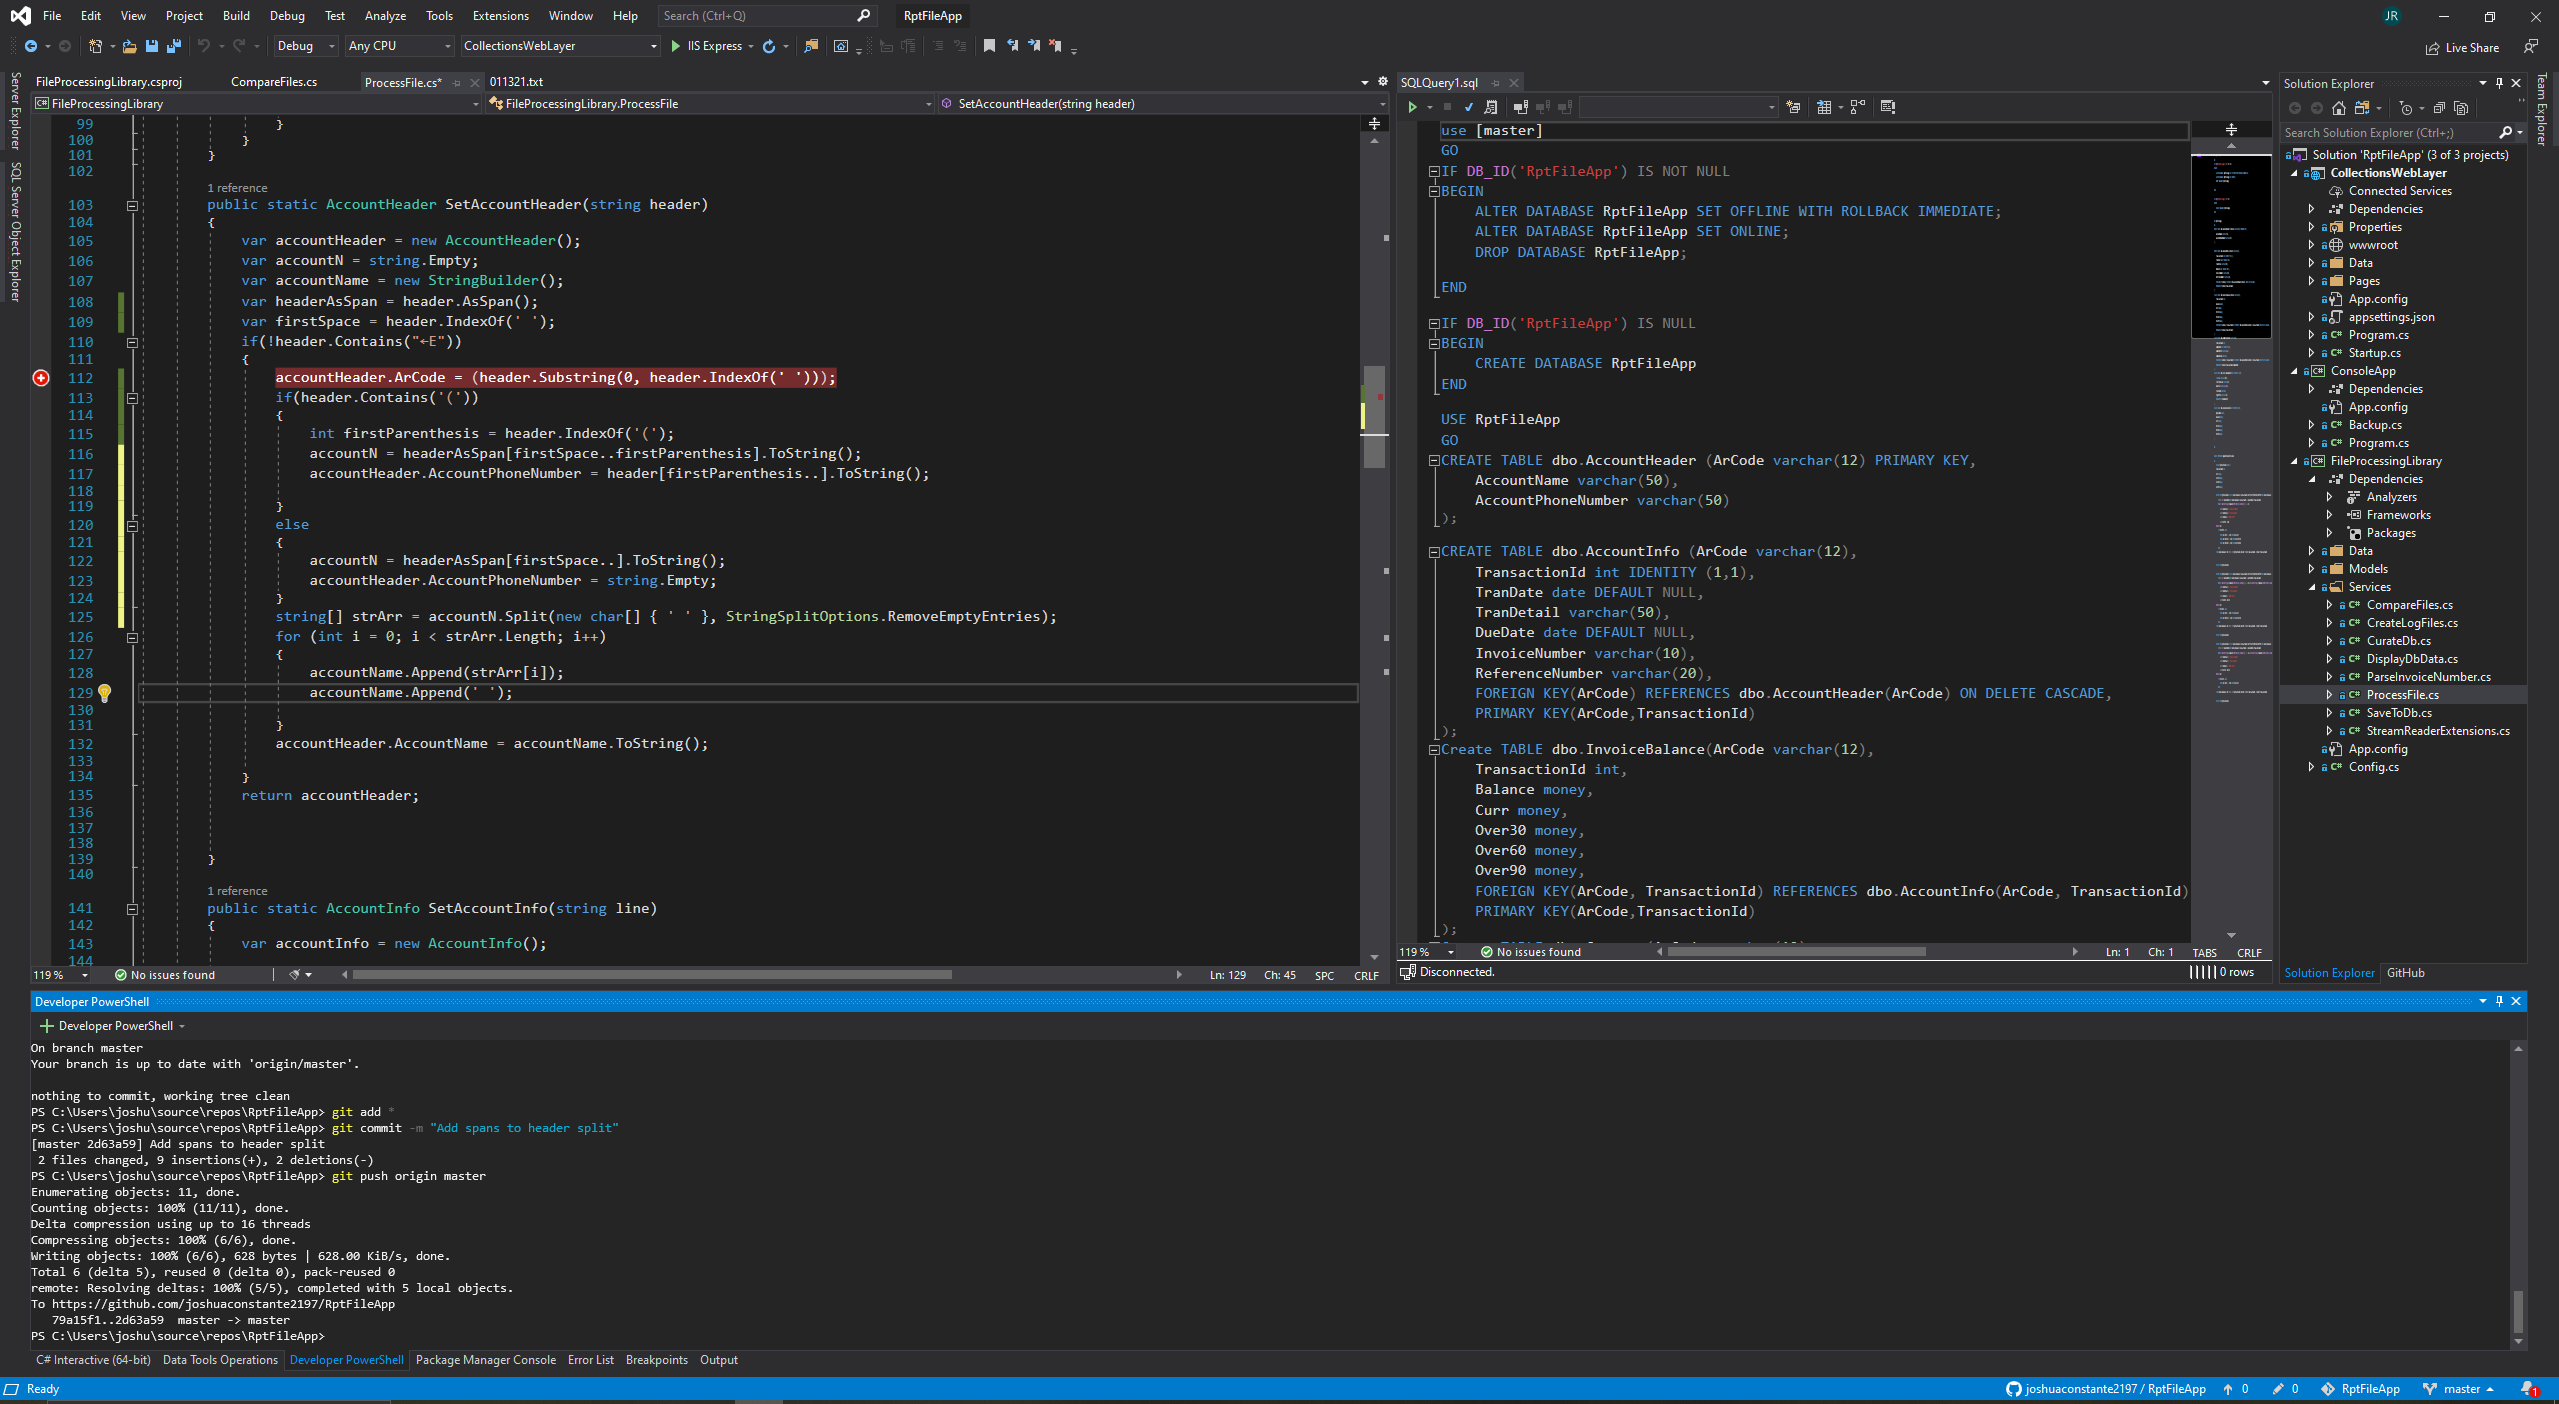 File Edit View Project Build Debug Test Analyze Tools Extensions Window Help Search (Ctrl+Q) RptFileApp JR
Debug Any CPU CollectionsWebLayer IIS Express Live Share
Server Explorer
SQL Server Object Explorer
FileProcessingLibrary.csproj CompareFiles.cs ProcessFile.cs* 011321.txt
FileProcessingLibrary FileProcessingLibrary.ProcessFile SetAccountHeader(string header)
99 }
100 }
101 }
102
1 reference
103 public static AccountHeader SetAccountHeader(string header)
104 {
105 var accountHeader = new AccountHeader();
106 var accountN = string.Empty;
107 var accountName = new StringBuilder();
108 var headerAsSpan = header.AsSpan();
109 var firstSpace = header.IndexOf(' ');
110 if(!header.Contains("←E"))
111 {
112 accountHeader.ArCode = (header.Substring(0, header.IndexOf(' ')));
113 if(header.Contains('('))
114 {
115 int firstParenthesis = header.IndexOf('(');
116 accountN = headerAsSpan[firstSpace..firstParenthesis].ToString();
117 accountHeader.AccountPhoneNumber = header[firstParenthesis..].ToString();
118
119 }
120 else
121 {
122 accountN = headerAsSpan[firstSpace..].ToString();
123 accountHeader.AccountPhoneNumber = string.Empty;
124 }
125 string[] strArr = accountN.Split(new char[] { ' ' }, StringSplitOptions.RemoveEmptyEntries);
126 for (int i = 0; i < strArr.Length; i++)
127 {
128 accountName.Append(strArr[i]);
129 accountName.Append(' ');
130
131 }
132 accountHeader.AccountName = accountName.ToString();
133
134 }
135 return accountHeader;
136
137
138
139 }
140
1 reference
141 public static AccountInfo SetAccountInfo(string line)
142 {
143 var accountInfo = new AccountInfo();
144
119 % No issues found Ln: 129 Ch: 45 SPC CRLF
SQLQuery1.sql
use [master]
GO
IF DB_ID('RptFileApp') IS NOT NULL
BEGIN
ALTER DATABASE RptFileApp SET OFFLINE WITH ROLLBACK IMMEDIATE;
ALTER DATABASE RptFileApp SET ONLINE;
DROP DATABASE RptFileApp;
END
IF DB_ID('RptFileApp') IS NULL
BEGIN
CREATE DATABASE RptFileApp
END
USE RptFileApp
GO
CREATE TABLE dbo.AccountHeader (ArCode varchar(12) PRIMARY KEY,
AccountName varchar(50),
AccountPhoneNumber varchar(50)
);
CREATE TABLE dbo.AccountInfo (ArCode varchar(12),
TransactionId int IDENTITY (1,1),
TranDate date DEFAULT NULL,
TranDetail varchar(50),
DueDate date DEFAULT NULL,
InvoiceNumber varchar(10),
ReferenceNumber varchar(20),
FOREIGN KEY(ArCode) REFERENCES dbo.AccountHeader(ArCode) ON DELETE CASCADE,
PRIMARY KEY(ArCode,TransactionId)
);
Create TABLE dbo.InvoiceBalance(ArCode varchar(12),
TransactionId int,
Balance money,
Curr money,
Over30 money,
Over60 money,
Over90 money,
FOREIGN KEY(ArCode, TransactionId) REFERENCES dbo.AccountInfo(ArCode, TransactionId)
PRIMARY KEY(ArCode,TransactionId)
);
119 % No issues found Ln: 1 Ch: 1 TABS CRLF
Disconnected. 0 rows
Solution Explorer
Search Solution Explorer (Ctrl+;)
Solution 'RptFileApp' (3 of 3 projects)
CollectionsWebLayer
Connected Services
Dependencies
Properties
wwwroot
Data
Pages
App.config
appsettings.json
Program.cs
Startup.cs
ConsoleApp
Dependencies
App.config
Backup.cs
Program.cs
FileProcessingLibrary
Dependencies
Analyzers
Frameworks
Packages
Data
Models
Services
CompareFiles.cs
CreateLogFiles.cs
CurateDb.cs
DisplayDbData.cs
ParseInvoiceNumber.cs
ProcessFile.cs
SaveToDb.cs
StreamReaderExtensions.cs
App.config
Config.cs
Solution Explorer GitHub
Team Explorer
Developer PowerShell
Developer PowerShell
On branch master
Your branch is up to date with 'origin/master'.
nothing to commit, working tree clean
PS C:\Users\joshu\source\repos\RptFileApp> git add *
PS C:\Users\joshu\source\repos\RptFileApp> git commit -m "Add spans to header split"
[master 2d63a59] Add spans to header split
2 files changed, 9 insertions(+), 2 deletions(-)
PS C:\Users\joshu\source\repos\RptFileApp> git push origin master
Enumerating objects: 11, done.
Counting objects: 100% (11/11), done.
Delta compression using up to 16 threads
Compressing objects: 100% (6/6), done.
Writing objects: 100% (6/6), 628 bytes | 628.00 KiB/s, done.
Total 6 (delta 5), reused 0 (delta 0), pack-reused 0
remote: Resolving deltas: 100% (5/5), completed with 5 local objects.
To https://github.com/joshuaconstante2197/RptFileApp
79a15f1..2d63a59 master -> master
PS C:\Users\joshu\source\repos\RptFileApp>
C# Interactive (64-bit) Data Tools Operations Developer PowerShell Package Manager Console Error List Breakpoints Output
Ready joshuaconstante2197 / RptFileApp 0 0 RptFileApp master 1